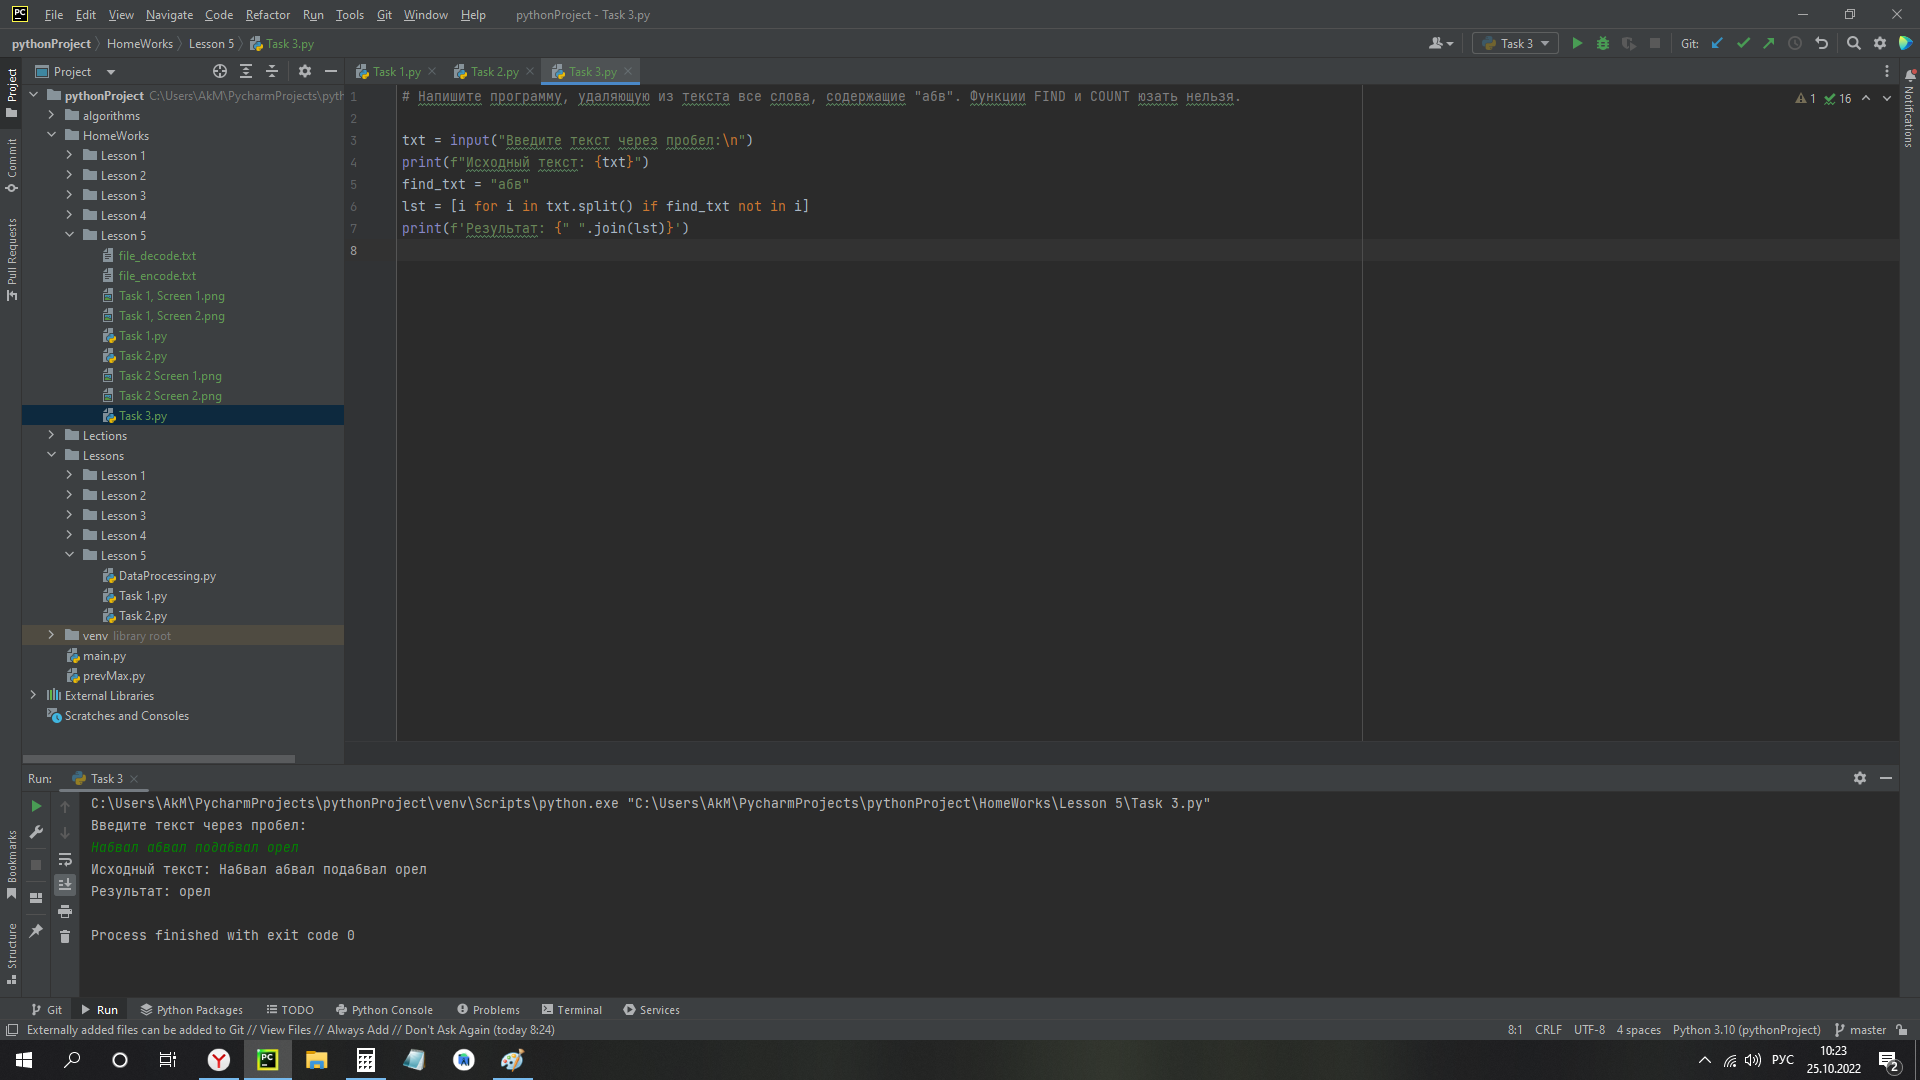 File Edit View Navigate Code Refactor Run Tools Git Window Help pythonProject - Task 3.py
pythonProject HomeWorks Lesson 5 Task 3.py Task 3 Git:
Project
Task 1.py Task 2.py Task 3.py
pythonProject C:\Users\AkM\PycharmProjects\pyth
algorithms
HomeWorks
Lesson 1
Lesson 2
Lesson 3
Lesson 4
Lesson 5
file_decode.txt
file_encode.txt
Task 1, Screen 1.png
Task 1, Screen 2.png
Task 1.py
Task 2.py
Task 2 Screen 1.png
Task 2 Screen 2.png
Task 3.py
Lections
Lessons
Lesson 1
Lesson 2
Lesson 3
Lesson 4
Lesson 5
DataProcessing.py
Task 1.py
Task 2.py
venv library root
main.py
prevMax.py
External Libraries
Scratches and Consoles
1 # Напишите программу, удаляющую из текста все слова, содержащие "абв". Функции FIND и COUNT юзать нельзя.
2
3 txt = input("Введите текст через пробел:\n")
4 print(f"Исходный текст: {txt}")
5 find_txt = "абв"
6 lst = [i for i in txt.split() if find_txt not in i]
7 print(f'Результат: {" ".join(lst)}')
8
1 16
Project
Commit
Pull Requests
Bookmarks
Structure
Notifications
Run: Task 3
C:\Users\AkM\PycharmProjects\pythonProject\venv\Scripts\python.exe "C:\Users\AkM\PycharmProjects\pythonProject\HomeWorks\Lesson 5\Task 3.py"
Введите текст через пробел:
Набвал абвал подабвал орел
Исходный текст: Набвал абвал подабвал орел
Результат: орел
Process finished with exit code 0
Git Run Python Packages TODO Python Console Problems Terminal Services
Externally added files can be added to Git // View Files // Always Add // Don't Ask Again (today 8:24)
8:1 CRLF UTF-8 4 spaces Python 3.10 (pythonProject) master
РУС
10:23
25.10.2022
2